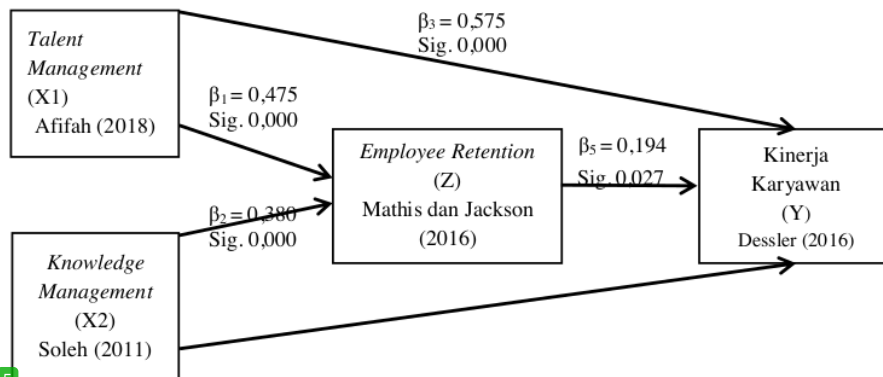 β₃ = 0,575
Sig. 0,000
Talent
Management
(X1)
Afifah (2018)
β₁ = 0,475
Sig. 0,000
Employee Retention
(Z)
Mathis dan Jackson
(2016)
β₅ = 0,194
Sig. 0,027
Kinerja
Karyawan
(Y)
Dessler (2016)
β₂ = 0,380
Sig. 0,000
Knowledge
Management
(X2)
Soleh (2011)